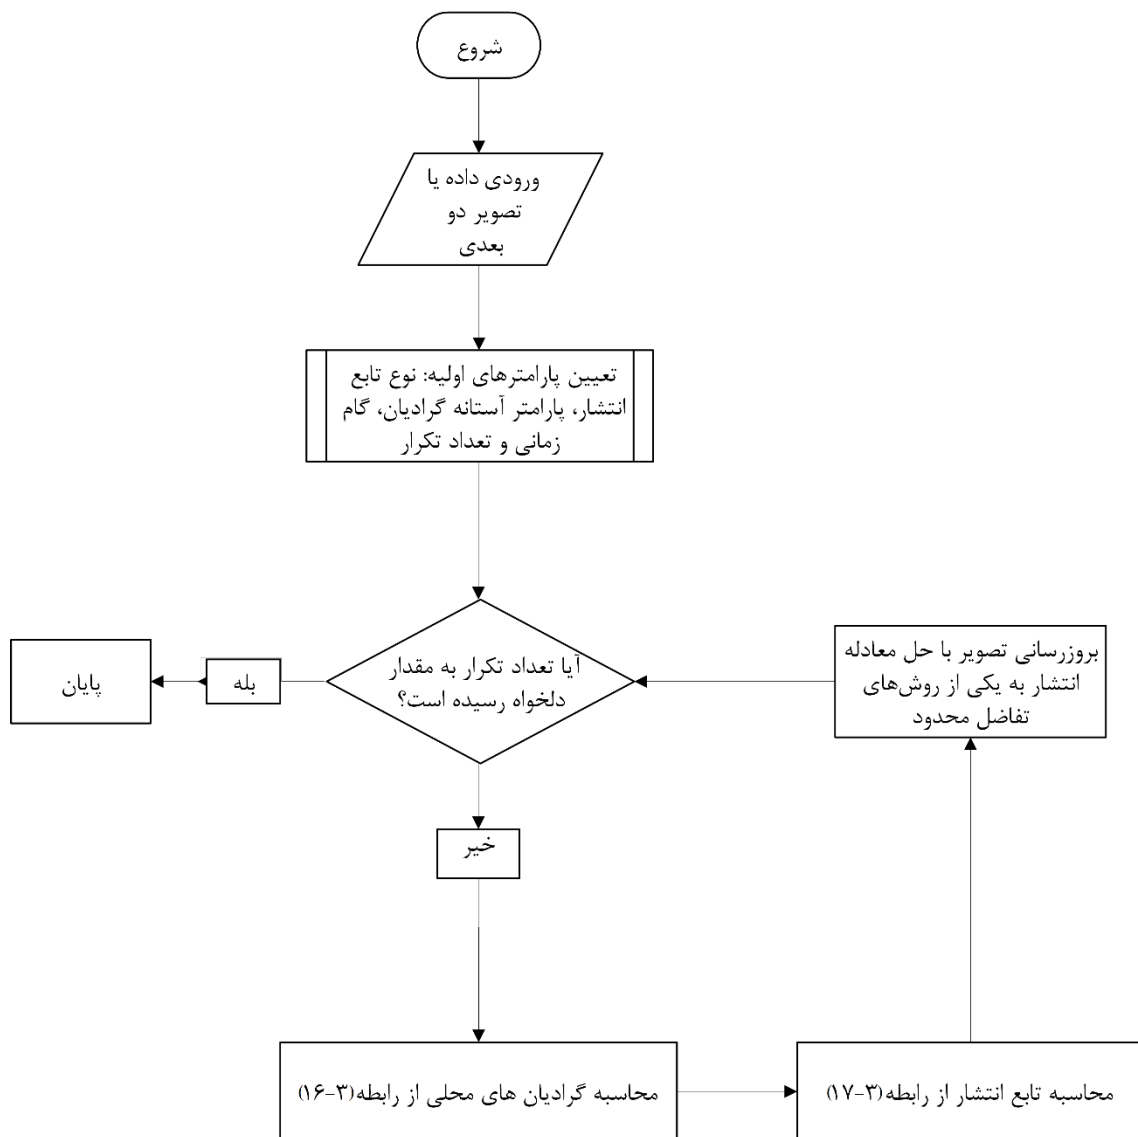 شروع
ورودی داده یا
تصویر دو
بعدی
تعیین پارامترهای اولیه: نوع تابع
انتشار، پارامتر آستانه گرادیان، گام
زمانی و تعداد تکرار
آیا تعداد تکرار به مقدار
دلخواه رسیده است؟
بله
پایان
خیر
محاسبه گرادیان های محلی از رابطه(۳-۱۶)
محاسبه تابع انتشار از رابطه(۳-۱۷)
بروزرسانی تصویر با حل معادله
انتشار به یکی از روش‌های
تفاضل محدود